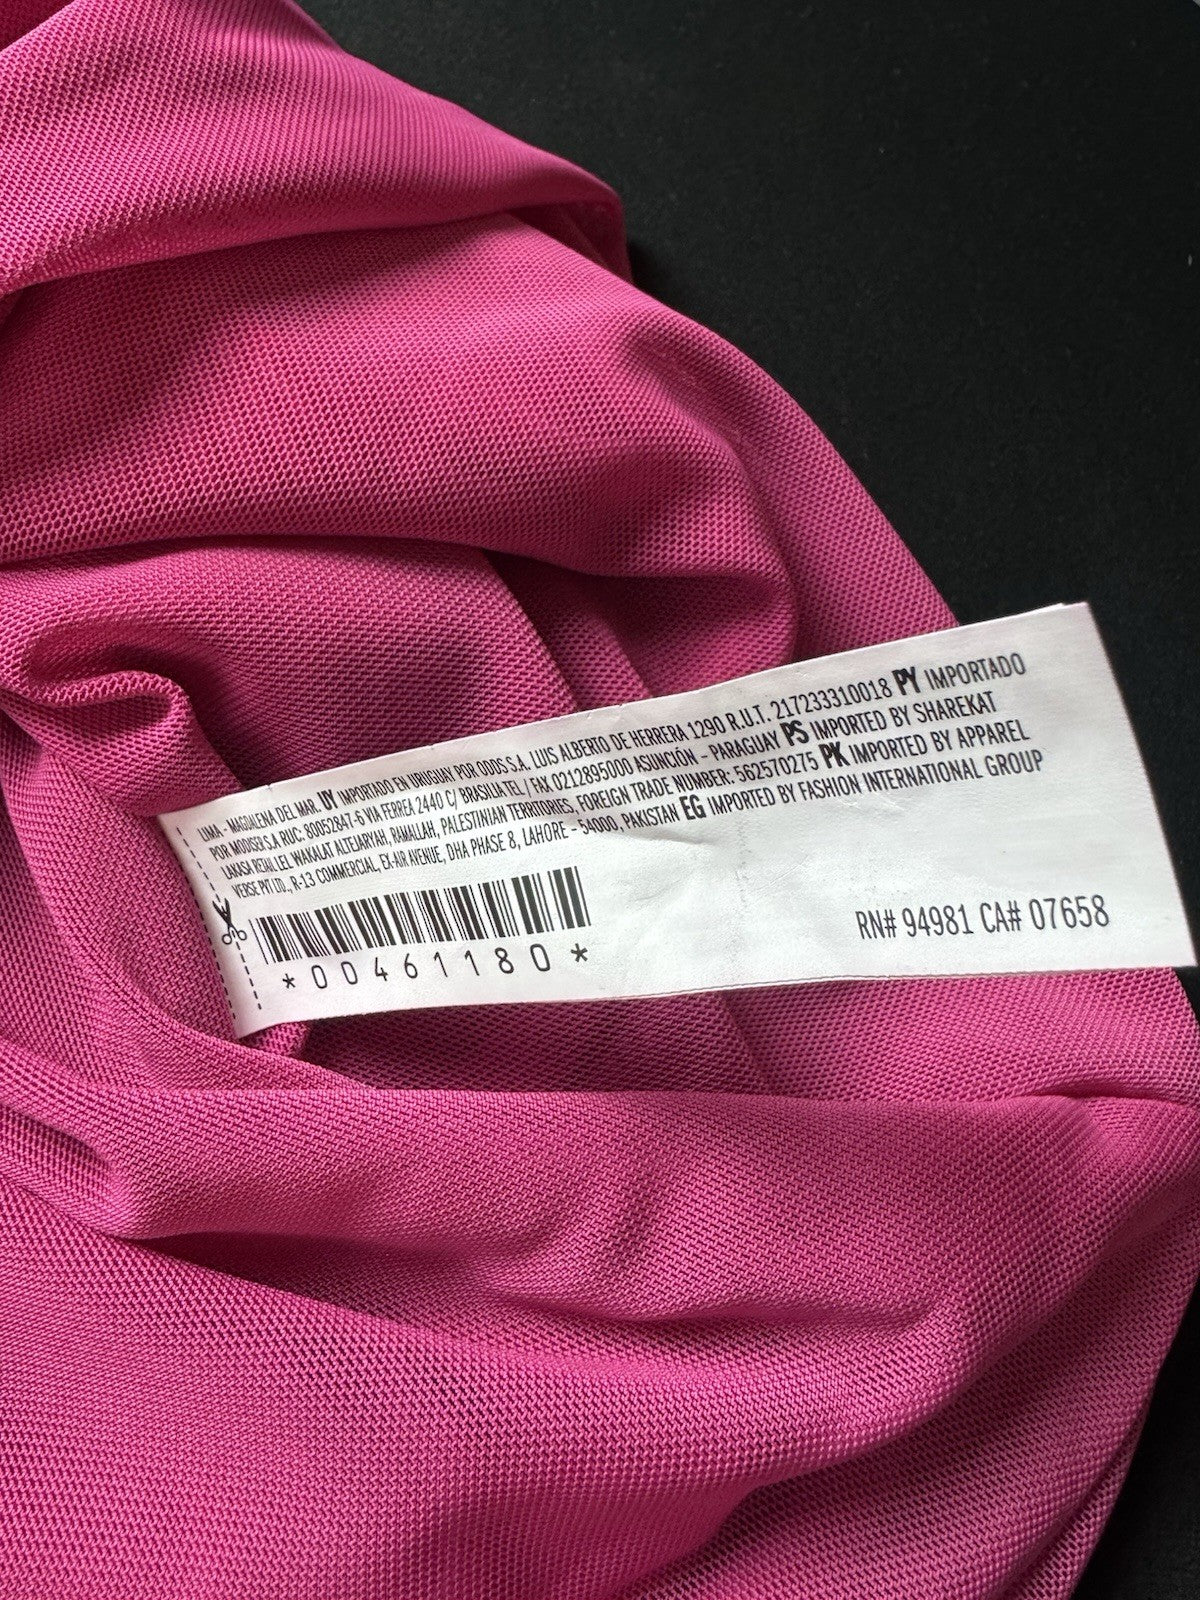 LIMA - MAGDALENA DEL MAR. UY IMPORTADO EN URUGUAY POR ODDS S.A. LUIS ALBERTO DE HERRERA 1290 R.U.T. 217233310018 PY IMPORTADO
POR MODISER S.A RUC: 80052847-6 VIA FERREA 2440 C/ BRASILIA TEL / FAX 0212895000 ASUNCIÓN - PARAGUAY PS IMPORTED BY SHAREKAT
LAKASA RETAIL LEL WAKALAT ALTEJARYAH, RAMALLAH, PALESTINIAN TERRITORIES, FOREIGN TRADE NUMBER: 562570275 PK IMPORTED BY APPAREL
VERSE PVT LTD., R-13 COMMERCIAL, EX-AIR AVENUE, DHA PHASE 8, LAHORE - 54000, PAKISTAN EG IMPORTED BY FASHION INTERNATIONAL GROUP
*00461180*
RN# 94981 CA# 07658